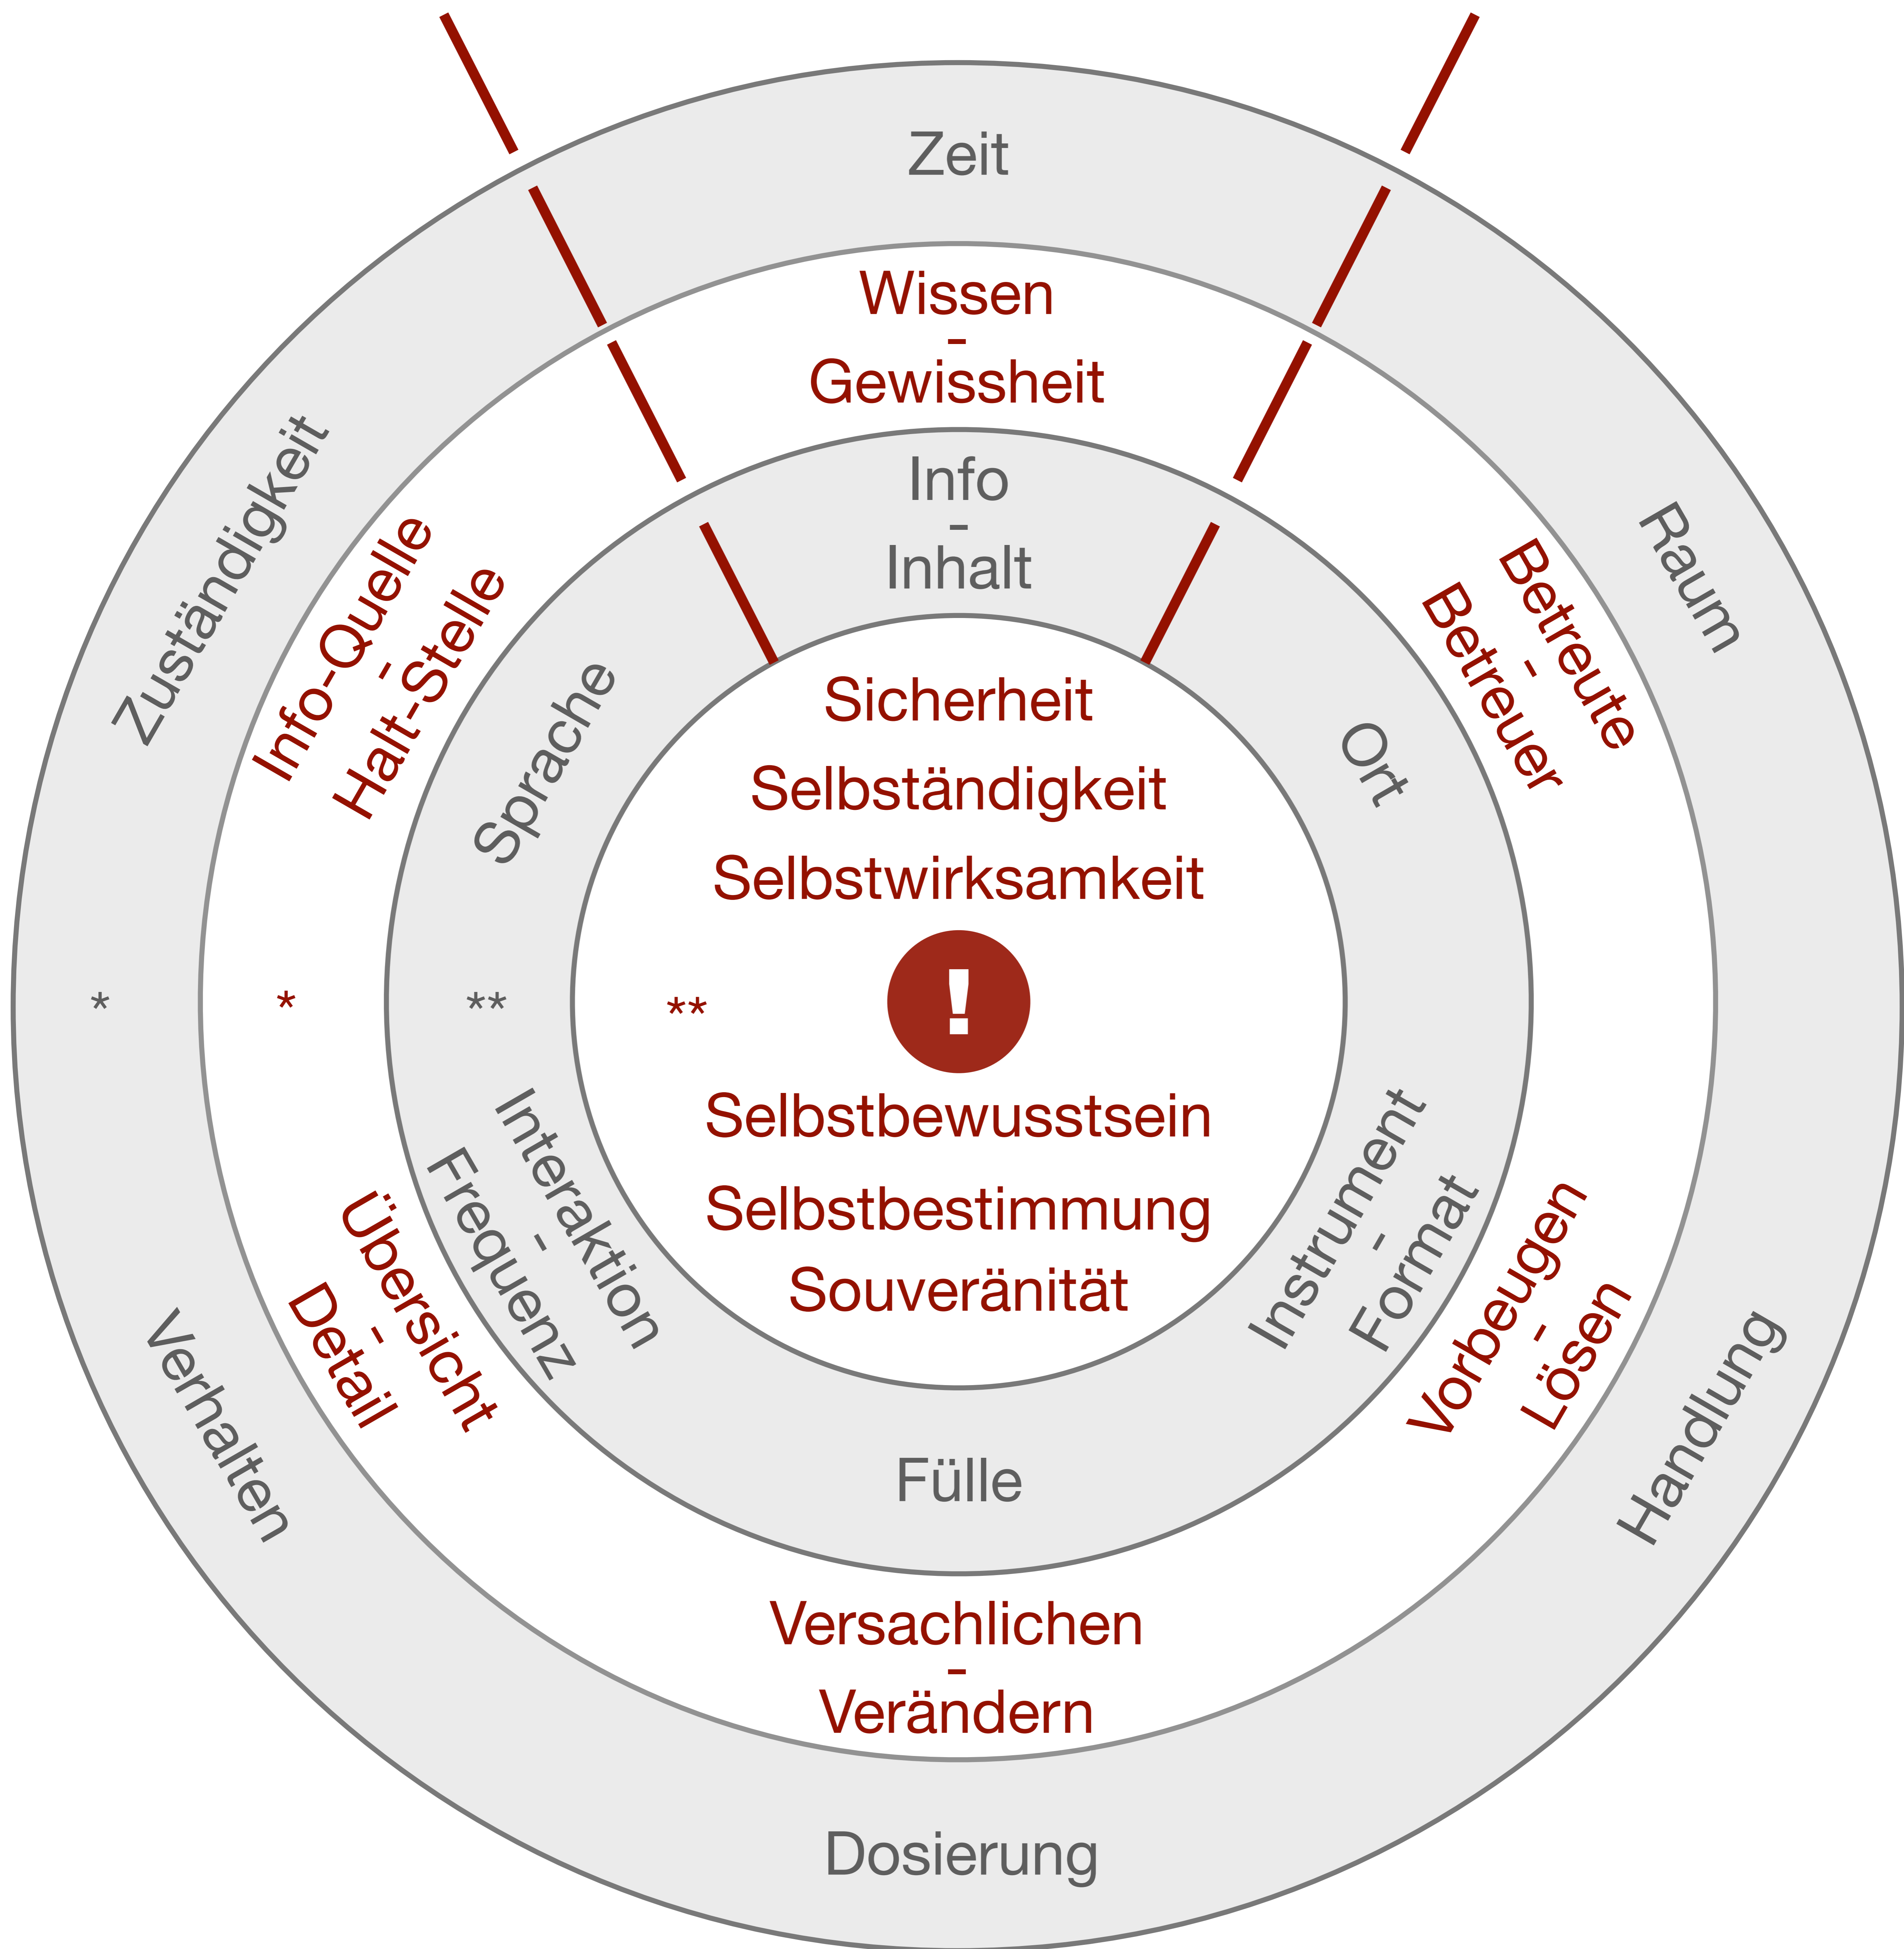 Zeit
Wissen
-
Gewissheit
Info
-
Inhalt
Zuständigkeit
Info-Quelle
-
Halt-Stelle
Sprache
Raum
Betreute
-
Betreuer
Ort
Sicherheit
Selbständigkeit
Selbstwirksamkeit
*
*
**
**
!
Selbstbewusstsein
Selbstbestimmung
Souveränität
Interaktion
-
Frequenz
Übersicht
-
Detail
Verhalten
Instrument
-
Format
Vorbeugen
-
Lösen
Handlung
Fülle
Versachlichen
-
Verändern
Dosierung